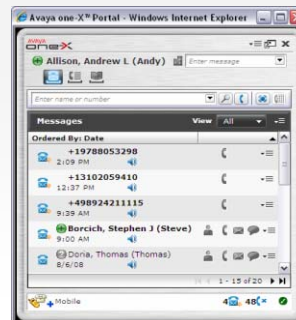 Avaya one-X™ Portal - Windows Internet Explorer
AVAYA
one-X
Allison, Andrew L (Andy) Enter message
Enter name or number
Messages View All
Ordered By: Date
+19788053298
2:09 PM
+13102059410
12:37 PM
+498924211115
9:39 AM
Borcich, Stephen J (Steve)
9:00 AM
Doria, Thomas (Thomas)
8/6/08
1 - 15 of 20
Mobile 4 48